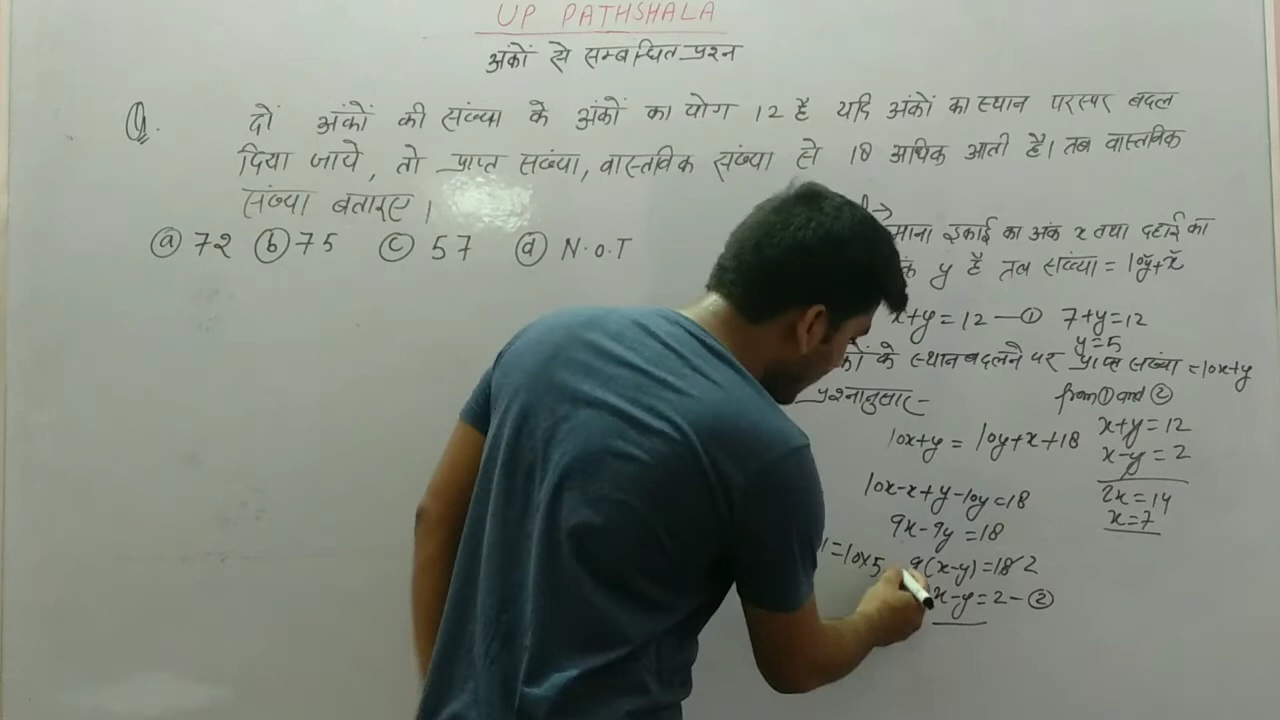 UP PATHSHALA
अंकों से सम्बन्धित प्रश्न
Q. दो अंकों की संख्या के अंकों का योग 12 है यदि अंकों का स्थान परस्पर बदल
दिया जाये, तो प्राप्त संख्या, वास्तविक संख्या से 18 अधिक आती है। तब वास्तविक
संख्या बताइए।
(a) 72 (b) 75 (c) 57 (d) N.O.T
माना इकाई का अंक x तथा दहाई का
y है तब संख्या = 10y+x
x+y=12 — ①
7+y=12
y=5
के स्थान बदलने पर प्राप्त संख्या =10x+y
प्रश्नानुसार -
10x+y = 10y+x+18
10x-x+y-10y=18
9x-9y=18
9(x-y)=18 2
x-y=2 - ②
from ① and ②
x+y=12
x-y=2
2x=14
x=7
=10x5